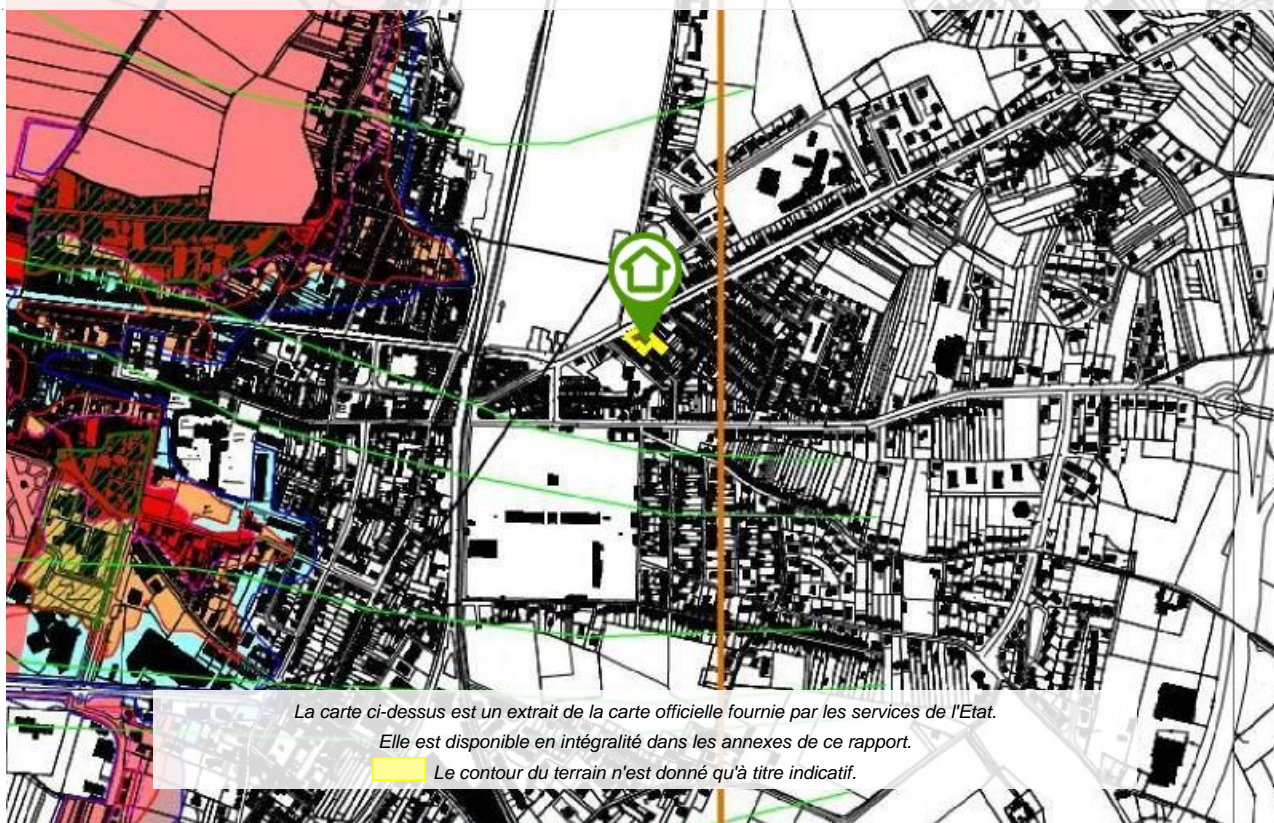 La carte ci-dessus est un extrait de la carte officielle fournie par les services de l'Etat.
Elle est disponible en intégralité dans les annexes de ce rapport.
Le contour du terrain n'est donné qu'à titre indicatif.